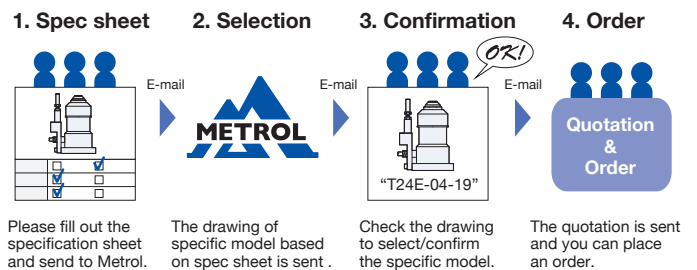 1. Spec sheet
2. Selection
3. Confirmation
4. Order
OK!
E-mail
E-mail
E-mail
METROL
Quotation
&
Order
“T24E-04-19”
Please fill out the
specification sheet
and send to Metrol.
The drawing of
specific model based
on spec sheet is sent .
Check the drawing
to select/confirm
the specific model.
The quotation is sent
and you can place
an order.